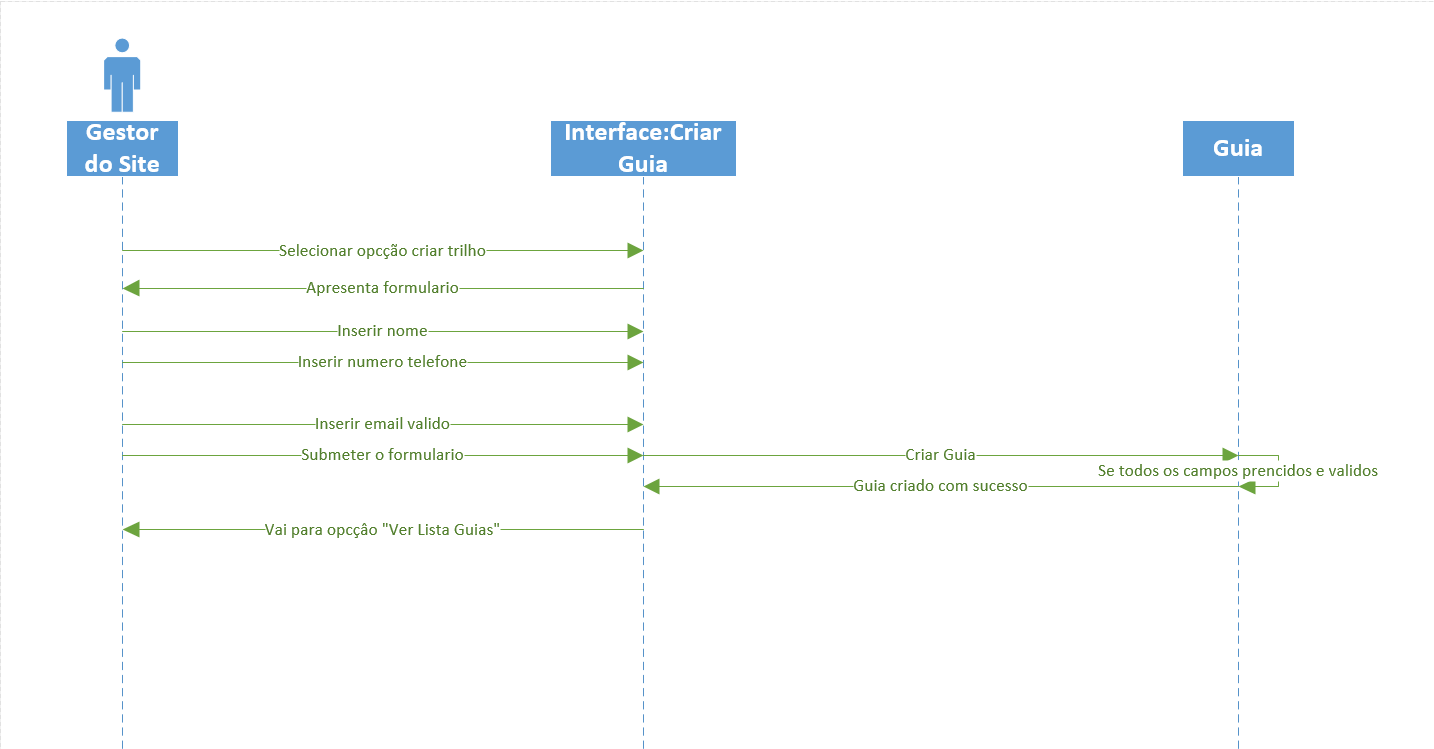 Gestor
do Site
Interface:Criar
Guia
Guia
Selecionar opcção criar trilho
Apresenta formulario
Inserir nome
Inserir numero telefone
Inserir email valido
Submeter o formulario
Criar Guia
Se todos os campos prencidos e validos
Guia criado com sucesso
Vai para opcçâo "Ver Lista Guias"